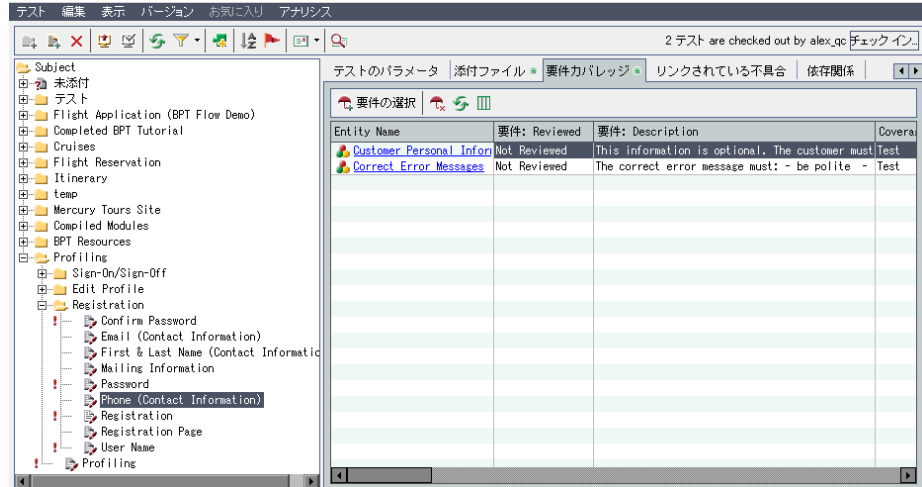 テスト 編集 表示 バージョン お気に入り アナリシス
2 テスト are checked out by alex_qc チェックイン...
Subject
未添付
テスト
Flight Application (BPT Flow Demo)
Completed BPT Tutorial
Cruises
Flight Reservation
Itinerary
temp
Mercury Tours Site
Compiled Modules
BPT Resources
Profiling
Sign-On/Sign-Off
Edit Profile
Registration
Confirm Password
Email (Contact Information)
First & Last Name (Contact Informatic
Mailing Information
Password
Phone (Contact Information)
Registration
Registration Page
User Name
Profiling
テストのパラメータ 添付ファイル 要件カバレッジ リンクされている不具合 依存関係
要件の選択
Entity Name 要件: Reviewed 要件: Description Covera
Customer Personal Infor Not Reviewed This information is optional. The customer must Test
Correct Error Messages Not Reviewed The correct error message must: - be polite - Test